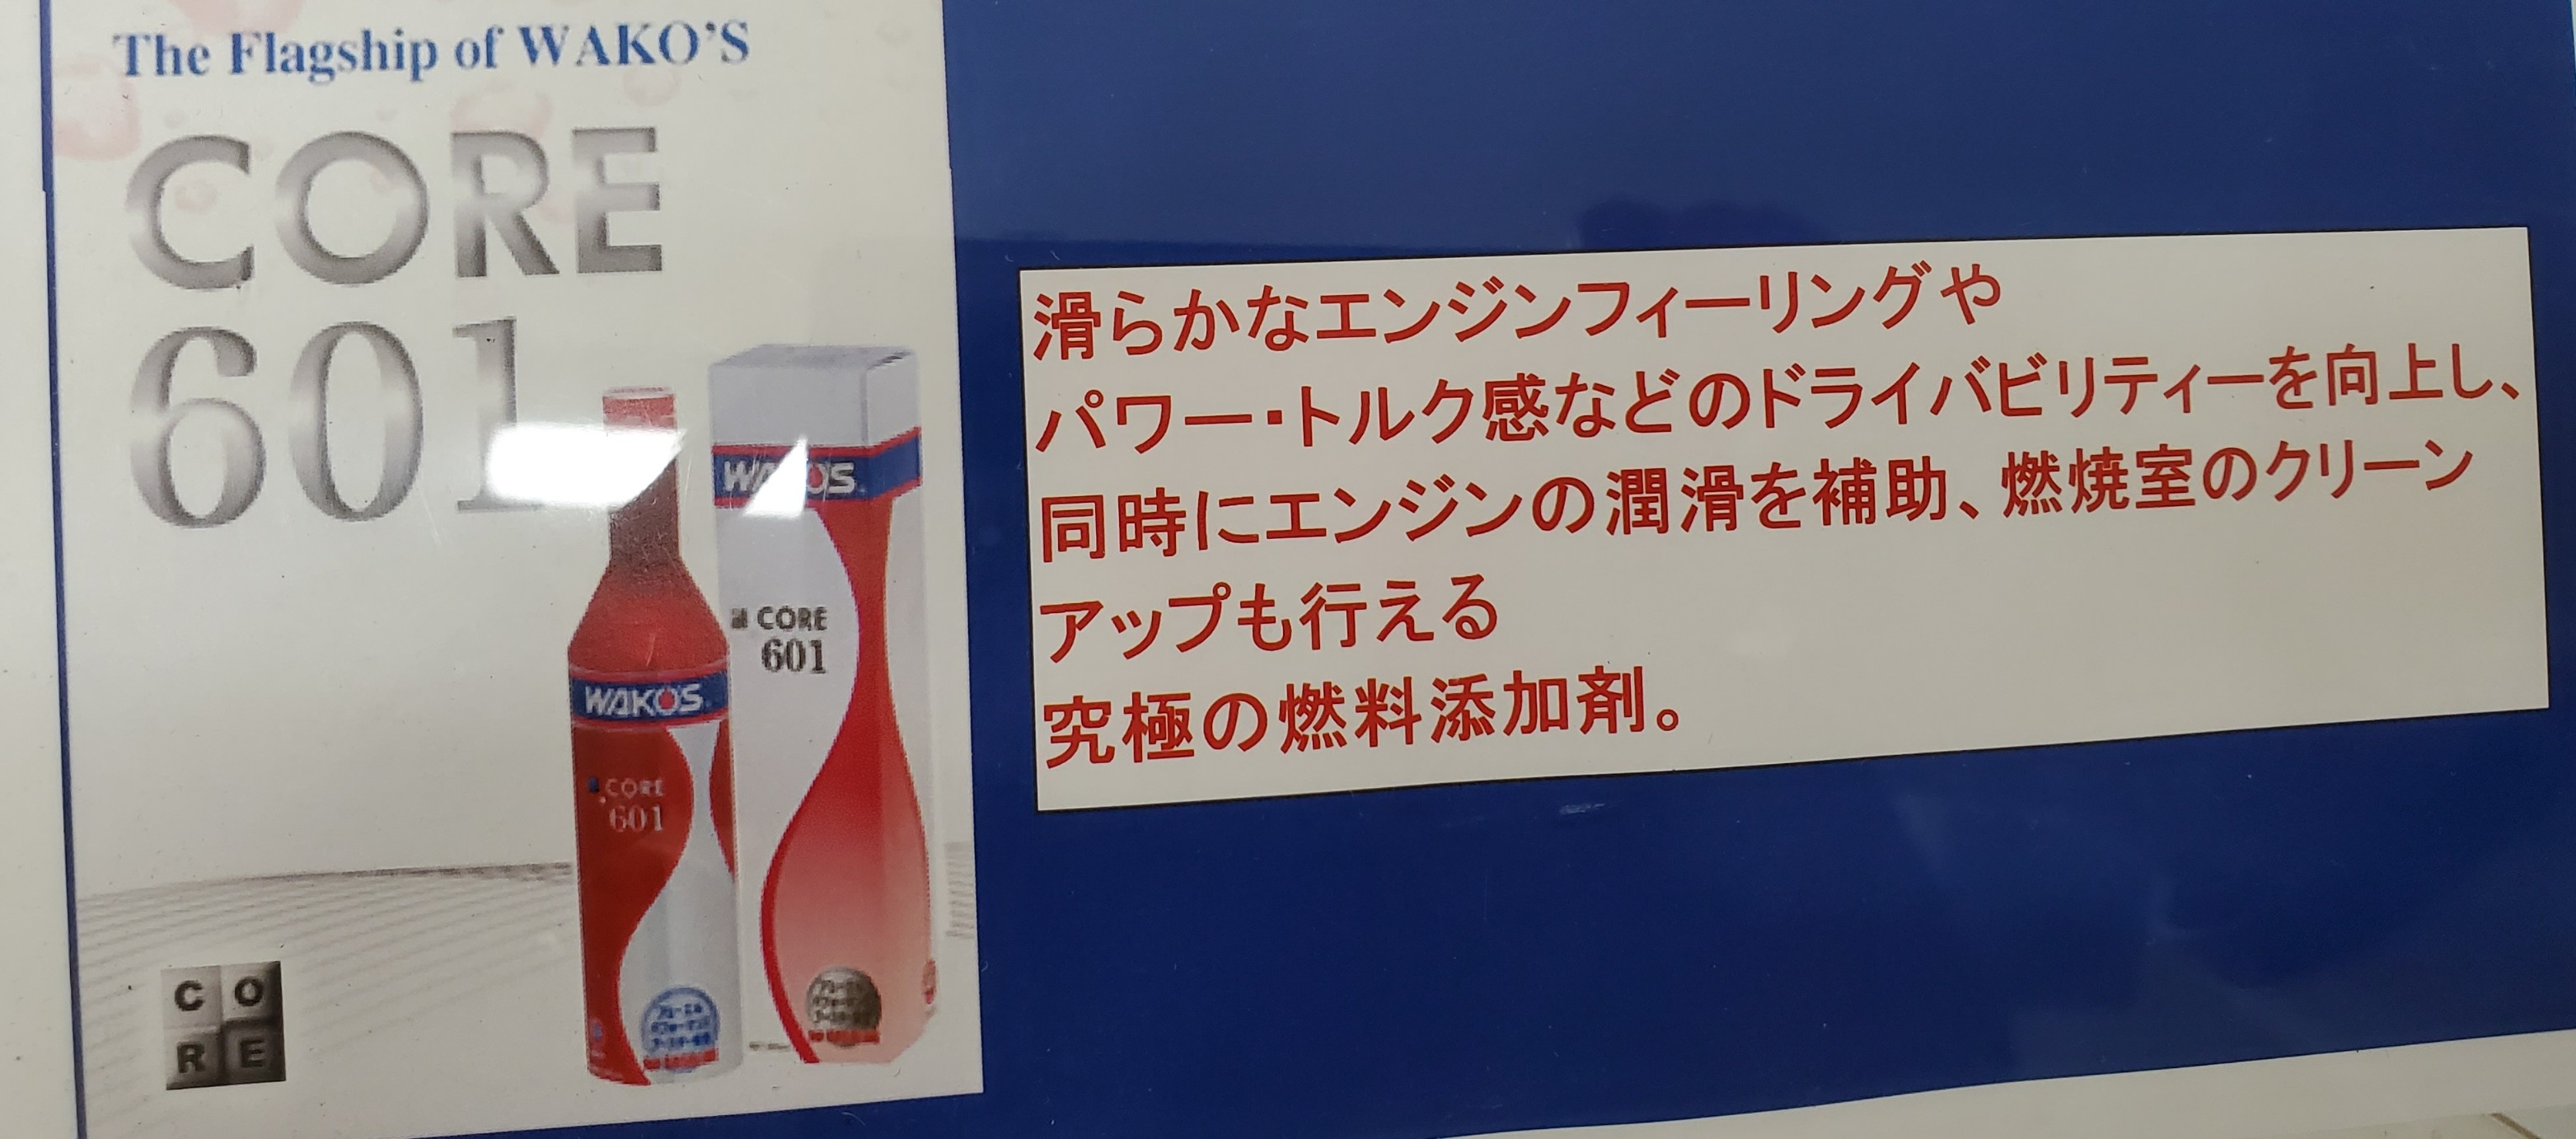 The Flagship of WAKO'S
CORE
601
WAKO'S
CORE
601
WAKO'S
CORE
601
C O
R E
滑らかなエンジンフィーリングや
パワー・トルク感などのドライバビリティーを向上し、
同時にエンジンの潤滑を補助、燃焼室のクリーン
アップも行える
究極の燃料添加剤。